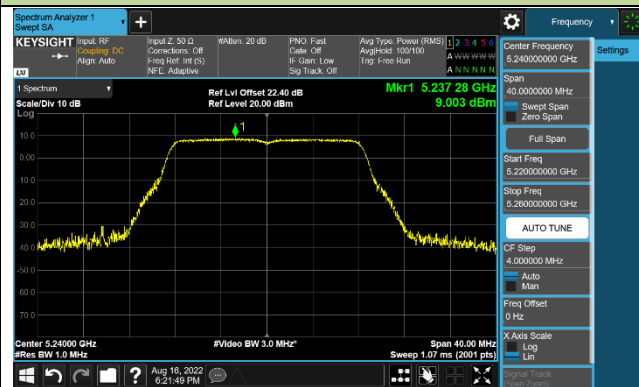 Spectrum Analyzer 1
Swept SA
Frequency
KEYSIGHT
Input: RF
Coupling: DC
Align: Auto
Input Z: 50 Ω
Corrections: Off
Freq Ref: Int (S)
NFE: Adaptive
#Atten: 20 dB
PNO: Fast
Gate: Off
IF Gain: Low
Sig Track: Off
Avg Type: Power (RMS)
Avg|Hold: 100/100
Trig: Free Run
1 2 3 4 5 6
A W W W W W
A N N N N N
LXI
1 Spectrum
Scale/Div 10 dB
Log
Ref Lvl Offset 22.40 dB
Ref Level 20.00 dBm
Mkr1 5.237 28 GHz
9.003 dBm
1
10.0
0.00
-10.0
-20.0
-30.0
-40.0
-50.0
-60.0
-70.0
Center 5.24000 GHz
#Res BW 1.0 MHz
#Video BW 3.0 MHz*
Span 40.00 MHz
Sweep 1.07 ms (2001 pts)
Center Frequency
5.240000000 GHz
Settings
Span
40.0000000 MHz
Swept Span
Zero Span
Full Span
Start Freq
5.220000000 GHz
Stop Freq
5.260000000 GHz
AUTO TUNE
CF Step
4.000000 MHz
Auto
Man
Freq Offset
0 Hz
X Axis Scale
Log
Lin
Signal Track
(Span Zoom)
Aug 16, 2022
6:21:49 PM